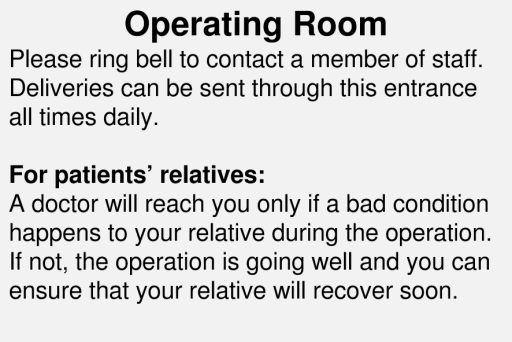 Operating Room
Please ring bell to contact a member of staff.
Deliveries can be sent through this entrance
all times daily.
For patients’ relatives:
A doctor will reach you only if a bad condition
happens to your relative during the operation.
If not, the operation is going well and you can
ensure that your relative will recover soon.